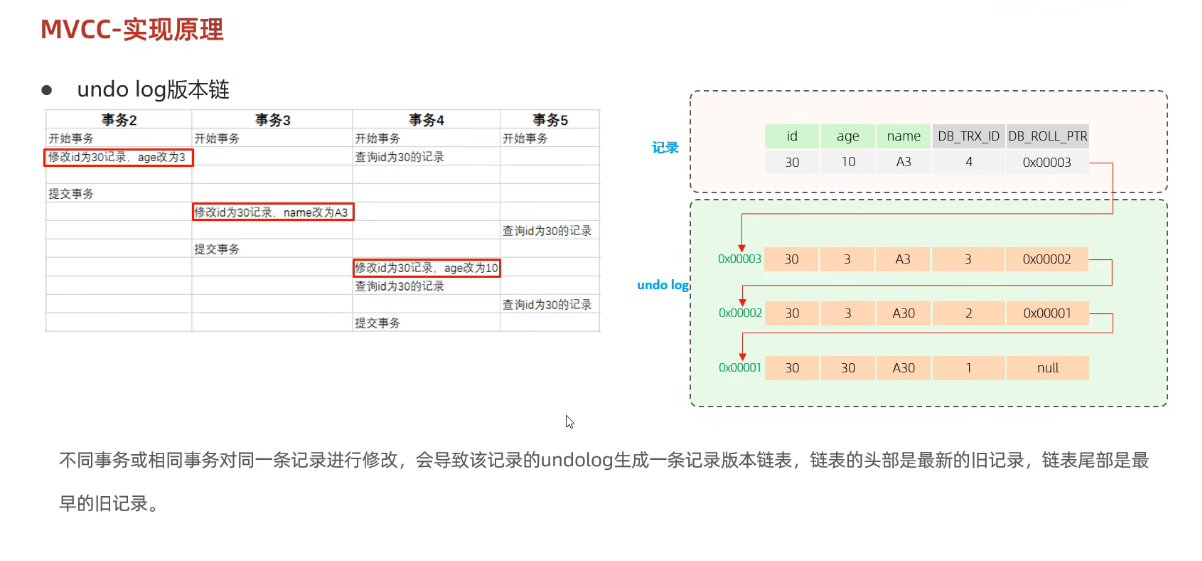 MVCC-实现原理
● undo log版本链
事务2 事务3 事务4 事务5
开始事务 开始事务 开始事务 开始事务
修改id为30记录，age改为3 查询id为30的记录
提交事务
修改id为30记录，name改为A3
查询id为30的记录
提交事务
修改id为30记录，age改为10
查询id为30的记录
查询id为30的记录
提交事务
记录
id age name DB_TRX_ID DB_ROLL_PTR
30 10 A3 4 0x00003
undo log
0x00003 30 3 A3 3 0x00002
0x00002 30 3 A30 2 0x00001
0x00001 30 30 A30 1 null
不同事务或相同事务对同一条记录进行修改，会导致该记录的undolog生成一条记录版本链表，链表的头部是最新的旧记录，链表尾部是最
早的旧记录。